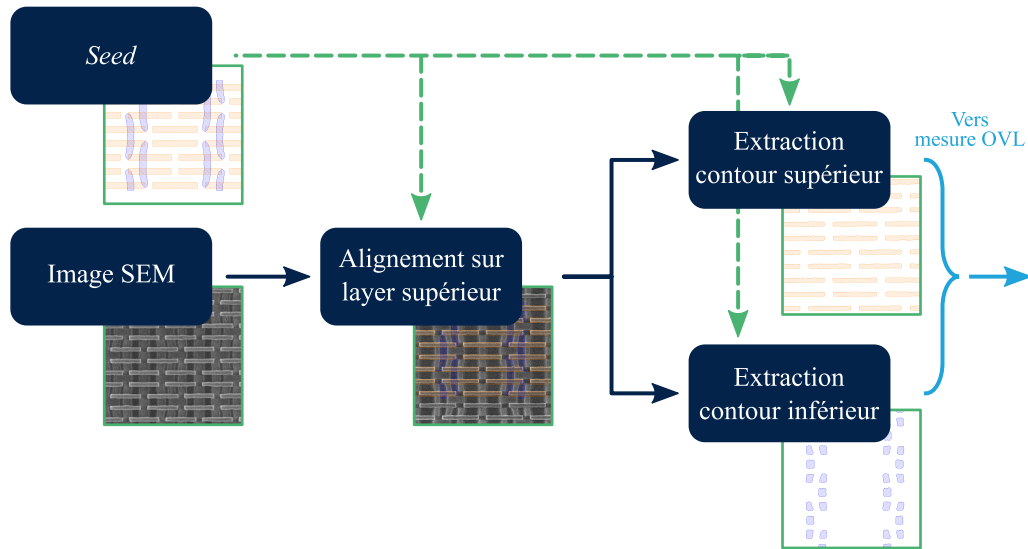 Seed
Image SEM
Alignement sur
layer supérieur
Extraction
contour supérieur
Extraction
contour inférieur
Vers
mesure OVL